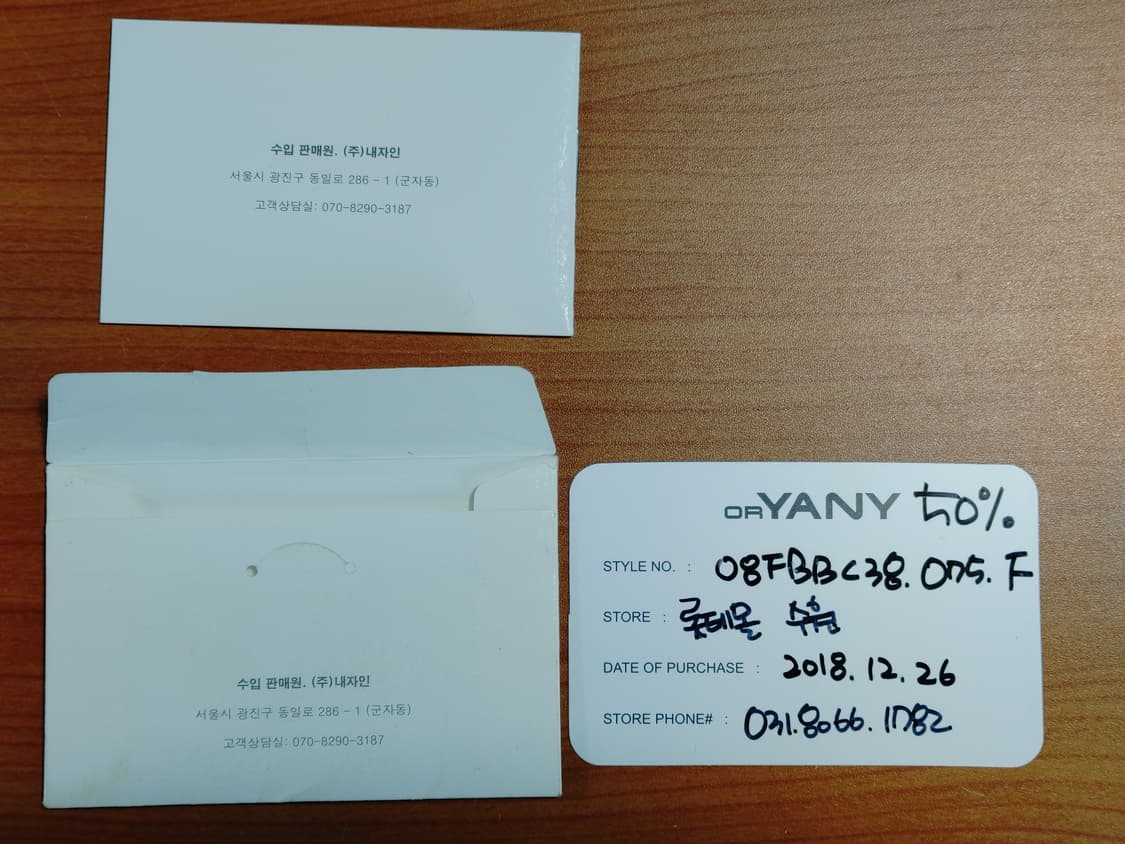 수입 판매원. (주)내자인
서울시 광진구 동일로 286 - 1 (군자동)
고객상담실: 070-8290-3187
수입 판매원. (주)내자인
서울시 광진구 동일로 286 - 1 (군자동)
고객상담실: 070-8290-3187
ORYANY 50%
STYLE NO. : 08FBBC38.075.F
STORE : 롯데몰 수원
DATE OF PURCHASE : 2018.12.26
STORE PHONE# : 031.8066.1782